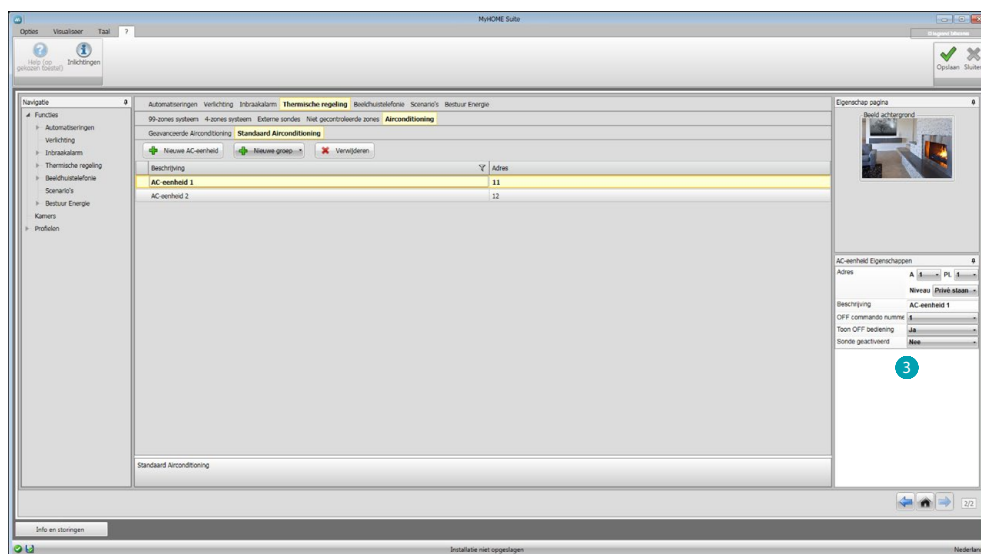 MyHOME Suite
Opties Visualiseer Taal ?
Help (op gekozen toestel)
Inlichtingen
Opslaan Sluiten
Navigatie
Functies
Automatiseringen
Verlichting
Inbraakalarm
Thermische regeling
Beeldhuistelefonie
Scenario's
Bestuur Energie
Kamers
Profielen
Automatiseringen Verlichting Inbraakalarm Thermische regeling Beeldhuistelefonie Scenario's Bestuur Energie
99-zones systeem 4-zones systeem Externe sondes Niet gecontroleerde zones Airconditioning
Geavanceerde Airconditioning Standaard Airconditioning
Nieuwe AC-eenheid Nieuwe groep Verwijderen
Beschrijving Adres
AC-eenheid 1 11
AC-eenheid 2 12
Standaard Airconditioning
Eigenschap pagina
Beeld achtergrond
AC-eenheid Eigenschappen
Adres A 1 PL 1
Niveau Privé staan
Beschrijving AC-eenheid 1
OFF commando numme 1
Toon OFF bediening Ja
Sonde geactiveerd Nee
3
2/2
Info en storingen
Installatie niet opgeslagen
Nederlan